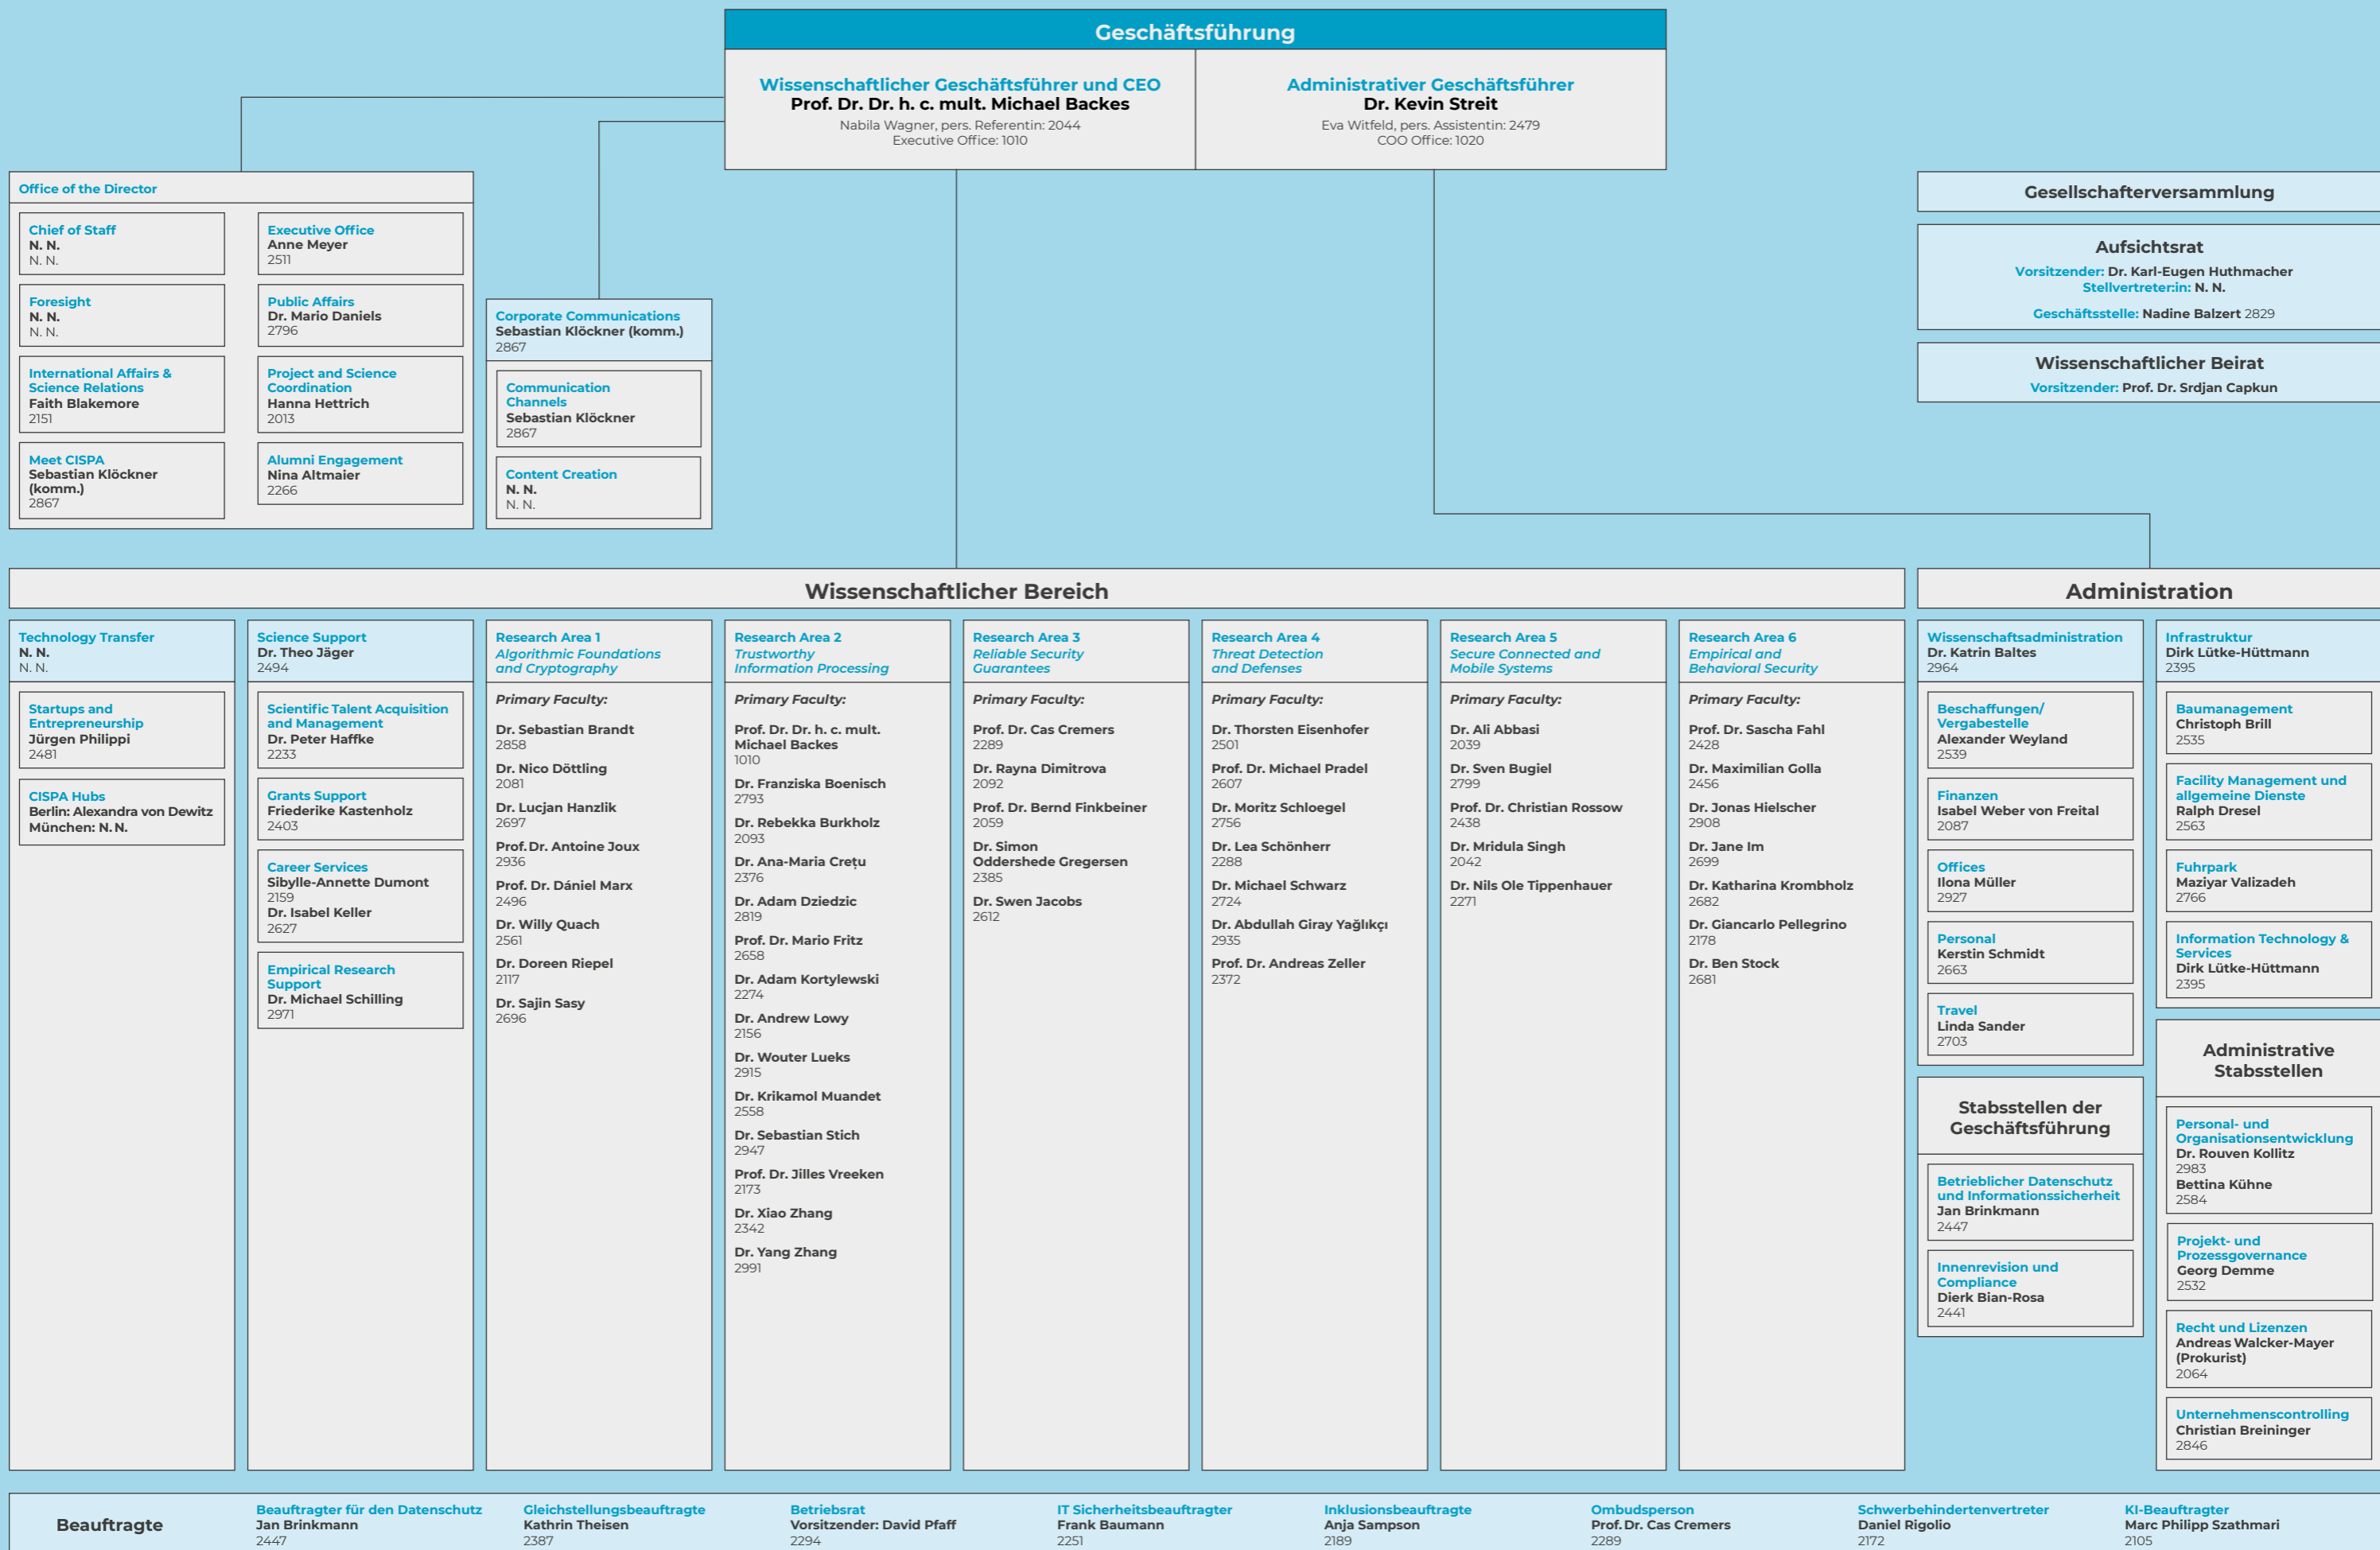 Geschäftsführung
Wissenschaftlicher Geschäftsführer und CEO
Prof. Dr. Dr. h. c. mult. Michael Backes
Nabila Wagner, pers. Referentin: 2044
Executive Office: 1010
Administrativer Geschäftsführer
Dr. Kevin Streit
Eva Witfeld, pers. Assistentin: 2479
COO Office: 1020
Office of the Director
Chief of Staff
N. N.
N. N.
Executive Office
Anne Meyer
2511
Foresight
N. N.
N. N.
Public Affairs
Dr. Mario Daniels
2796
International Affairs &
Science Relations
Faith Blakemore
2151
Project and Science
Coordination
Hanna Hettrich
2013
Meet CISPA
Sebastian Klöckner
(komm.)
2867
Alumni Engagement
Nina Altmaier
2266
Corporate Communications
Sebastian Klöckner (komm.)
2867
Communication
Channels
Sebastian Klöckner
2867
Content Creation
N. N.
N. N.
Gesellschafterversammlung
Aufsichtsrat
Vorsitzender: Dr. Karl-Eugen Huthmacher
Stellvertreter:in: N. N.
Geschäftsstelle: Nadine Balzert 2829
Wissenschaftlicher Beirat
Vorsitzender: Prof. Dr. Srdjan Capkun
Wissenschaftlicher Bereich
Technology Transfer
N. N.
N. N.
Startups and
Entrepreneurship
Jürgen Philippi
2481
CISPA Hubs
Berlin: Alexandra von Dewitz
München: N. N.
Science Support
Dr. Theo Jäger
2494
Scientific Talent Acquisition
and Management
Dr. Peter Haffke
2233
Grants Support
Friederike Kastenholz
2403
Career Services
Sibylle-Annette Dumont
2159
Dr. Isabel Keller
2627
Empirical Research
Support
Dr. Michael Schilling
2971
Research Area 1
Algorithmic Foundations
and Cryptography
Primary Faculty:
Dr. Sebastian Brandt
2858
Dr. Nico Döttling
2081
Dr. Lucjan Hanzlik
2697
Prof. Dr. Antoine Joux
2936
Prof. Dr. Dániel Marx
2496
Dr. Willy Quach
2561
Dr. Doreen Riepel
2117
Dr. Sajin Sasy
2696
Research Area 2
Trustworthy
Information Processing
Primary Faculty:
Prof. Dr. Dr. h. c. mult.
Michael Backes
1010
Dr. Franziska Boenisch
2793
Dr. Rebekka Burkholz
2093
Dr. Ana-Maria Crețu
2376
Dr. Adam Dziedzic
2819
Prof. Dr. Mario Fritz
2658
Dr. Adam Kortylewski
2274
Dr. Andrew Lowy
2156
Dr. Wouter Lueks
2915
Dr. Krikamol Muandet
2558
Dr. Sebastian Stich
2947
Prof. Dr. Jilles Vreeken
2173
Dr. Xiao Zhang
2342
Dr. Yang Zhang
2991
Research Area 3
Reliable Security
Guarantees
Primary Faculty:
Prof. Dr. Cas Cremers
2289
Dr. Rayna Dimitrova
2092
Prof. Dr. Bernd Finkbeiner
2059
Dr. Simon
Oddershede Gregersen
2385
Dr. Swen Jacobs
2612
Research Area 4
Threat Detection
and Defenses
Primary Faculty:
Dr. Thorsten Eisenhofer
2501
Prof. Dr. Michael Pradel
2607
Dr. Moritz Schloegel
2756
Dr. Lea Schönherr
2288
Dr. Michael Schwarz
2724
Dr. Abdullah Giray Yağlıkçı
2935
Prof. Dr. Andreas Zeller
2372
Research Area 5
Secure Connected and
Mobile Systems
Primary Faculty:
Dr. Ali Abbasi
2039
Dr. Sven Bugiel
2799
Prof. Dr. Christian Rossow
2438
Dr. Mridula Singh
2042
Dr. Nils Ole Tippenhauer
2271
Research Area 6
Empirical and
Behavioral Security
Primary Faculty:
Prof. Dr. Sascha Fahl
2428
Dr. Maximilian Golla
2456
Dr. Jonas Hielscher
2908
Dr. Jane Im
2699
Dr. Katharina Krombholz
2682
Dr. Giancarlo Pellegrino
2178
Dr. Ben Stock
2681
Administration
Wissenschaftsadministration
Dr. Katrin Baltes
2964
Beschaffungen/
Vergabestelle
Alexander Weyland
2539
Finanzen
Isabel Weber von Freital
2087
Offices
Ilona Müller
2927
Personal
Kerstin Schmidt
2663
Travel
Linda Sander
2703
Stabsstellen der
Geschäftsführung
Betrieblicher Datenschutz
und Informationssicherheit
Jan Brinkmann
2447
Innenrevision und
Compliance
Dierk Bian-Rosa
2441
Infrastruktur
Dirk Lütke-Hüttmann
2395
Baumanagement
Christoph Brill
2535
Facility Management und
allgemeine Dienste
Ralph Dresel
2563
Fuhrpark
Maziyar Valizadeh
2766
Information Technology &
Services
Dirk Lütke-Hüttmann
2395
Administrative
Stabsstellen
Personal- und
Organisationsentwicklung
Dr. Rouven Kollitz
2983
Bettina Kühne
2584
Projekt- und
Prozessgovernance
Georg Demme
2532
Recht und Lizenzen
Andreas Walcker-Mayer
(Prokurist)
2064
Unternehmenscontrolling
Christian Breininger
2846
Beauftragte
Beauftragter für den Datenschutz
Jan Brinkmann
2447
Gleichstellungsbeauftragte
Kathrin Theisen
2387
Betriebsrat
Vorsitzender: David Pfaff
2294
IT Sicherheitsbeauftragter
Frank Baumann
2251
Inklusionsbeauftragte
Anja Sampson
2189
Ombudsperson
Prof. Dr. Cas Cremers
2289
Schwerbehindertenvertreter
Daniel Rigolio
2172
KI-Beauftragter
Marc Philipp Szathmari
2105